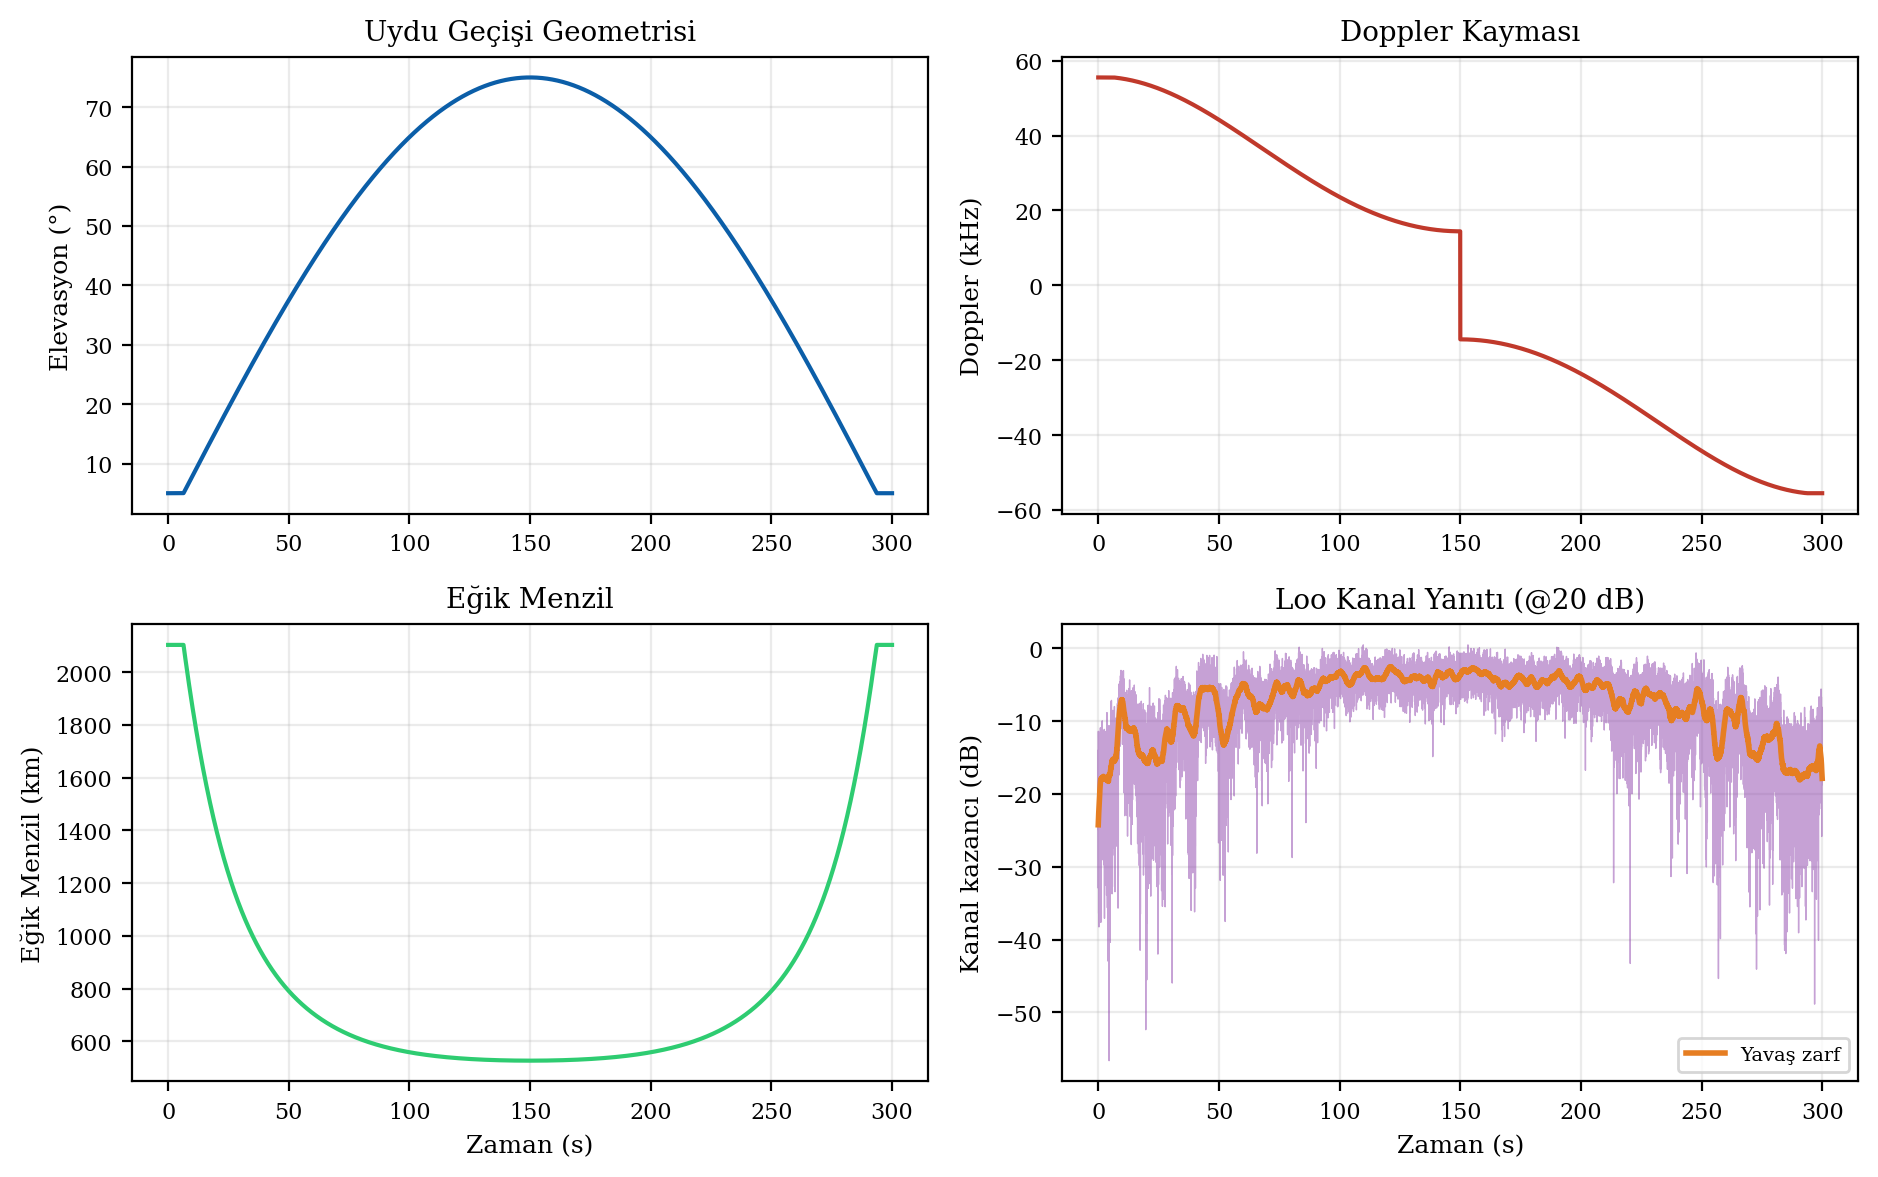 Uydu Geçişi Geometrisi
Elevasyon (°)
70
60
50
40
30
20
10
0 50 100 150 200 250 300
Doppler Kayması
Doppler (kHz)
60
40
20
0
−20
−40
−60
0 50 100 150 200 250 300
Eğik Menzil
Eğik Menzil (km)
2000
1800
1600
1400
1200
1000
800
600
0 50 100 150 200 250 300
Zaman (s)
Loo Kanal Yanıtı (@20 dB)
Kanal kazancı (dB)
0
−10
−20
−30
−40
−50
Yavaş zarf
0 50 100 150 200 250 300
Zaman (s)